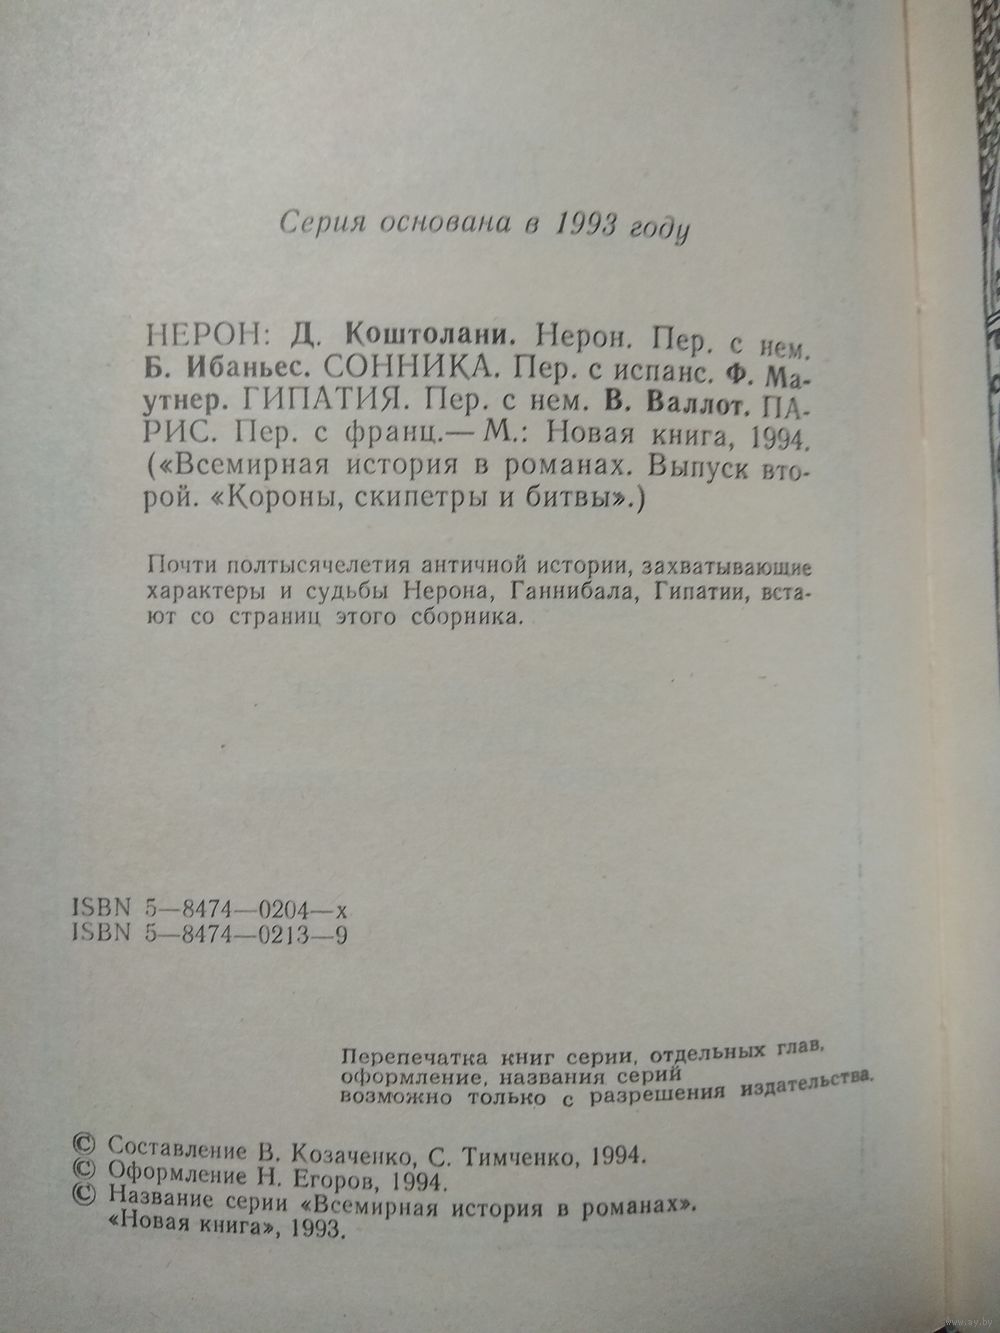 Серия основана в 1993 году
НЕРОН: Д. Коштолани. Нерон. Пер. с нем.
Б. Ибаньес. СОННИКА. Пер. с испанс. Ф. Ма-
утнер. ГИПАТИЯ. Пер. с нем. В. Валлот. ПА-
РИС. Пер. с франц.— М.: Новая книга, 1994.
(«Всемирная история в романах. Выпуск вто-
рой. «Короны, скипетры и битвы».)
Почти полтысячелетия античной истории, захватывающие
характеры и судьбы Нерона, Ганнибала, Гипатии, вста-
ют со страниц этого сборника.
ISBN 5—8474—0204—х
ISBN 5—8474—0213—9
Перепечатка книг серии, отдельных глав,
оформление, названия серий
возможно только с разрешения издательства.
© Составление В. Козаченко, С. Тимченко, 1994.
© Оформление Н. Егоров, 1994.
© Название серии «Всемирная история в романах».
«Новая книга», 1993.
www.ay.by